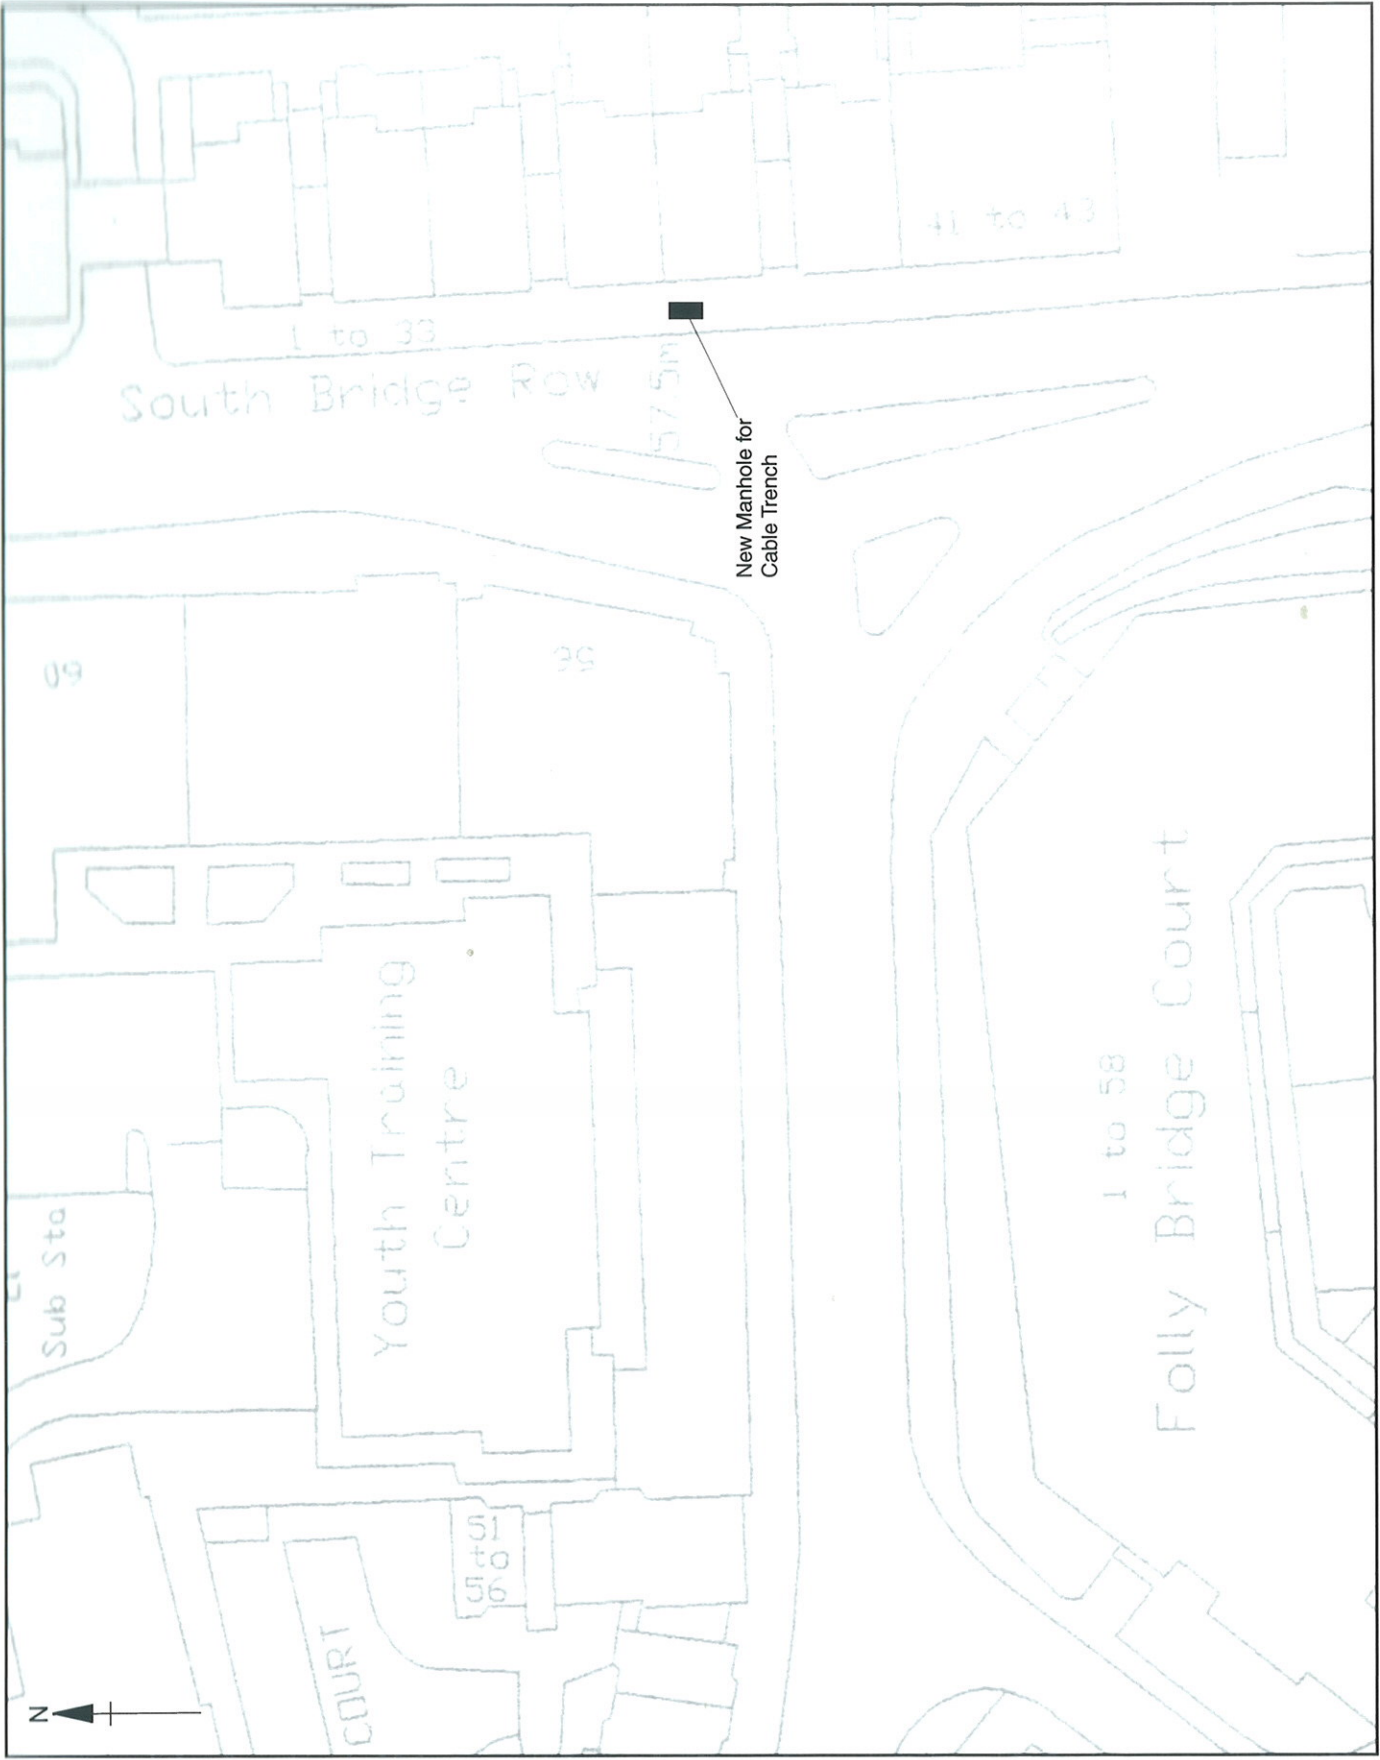 N
41 to 43
1 to 33
South Bridge Row
57.5m
New Manhole for
Cable Trench
60
56
Youth Training
Centre
Sub Sta
1 to 58
Folly Bridge Court
51
to
56
COURT